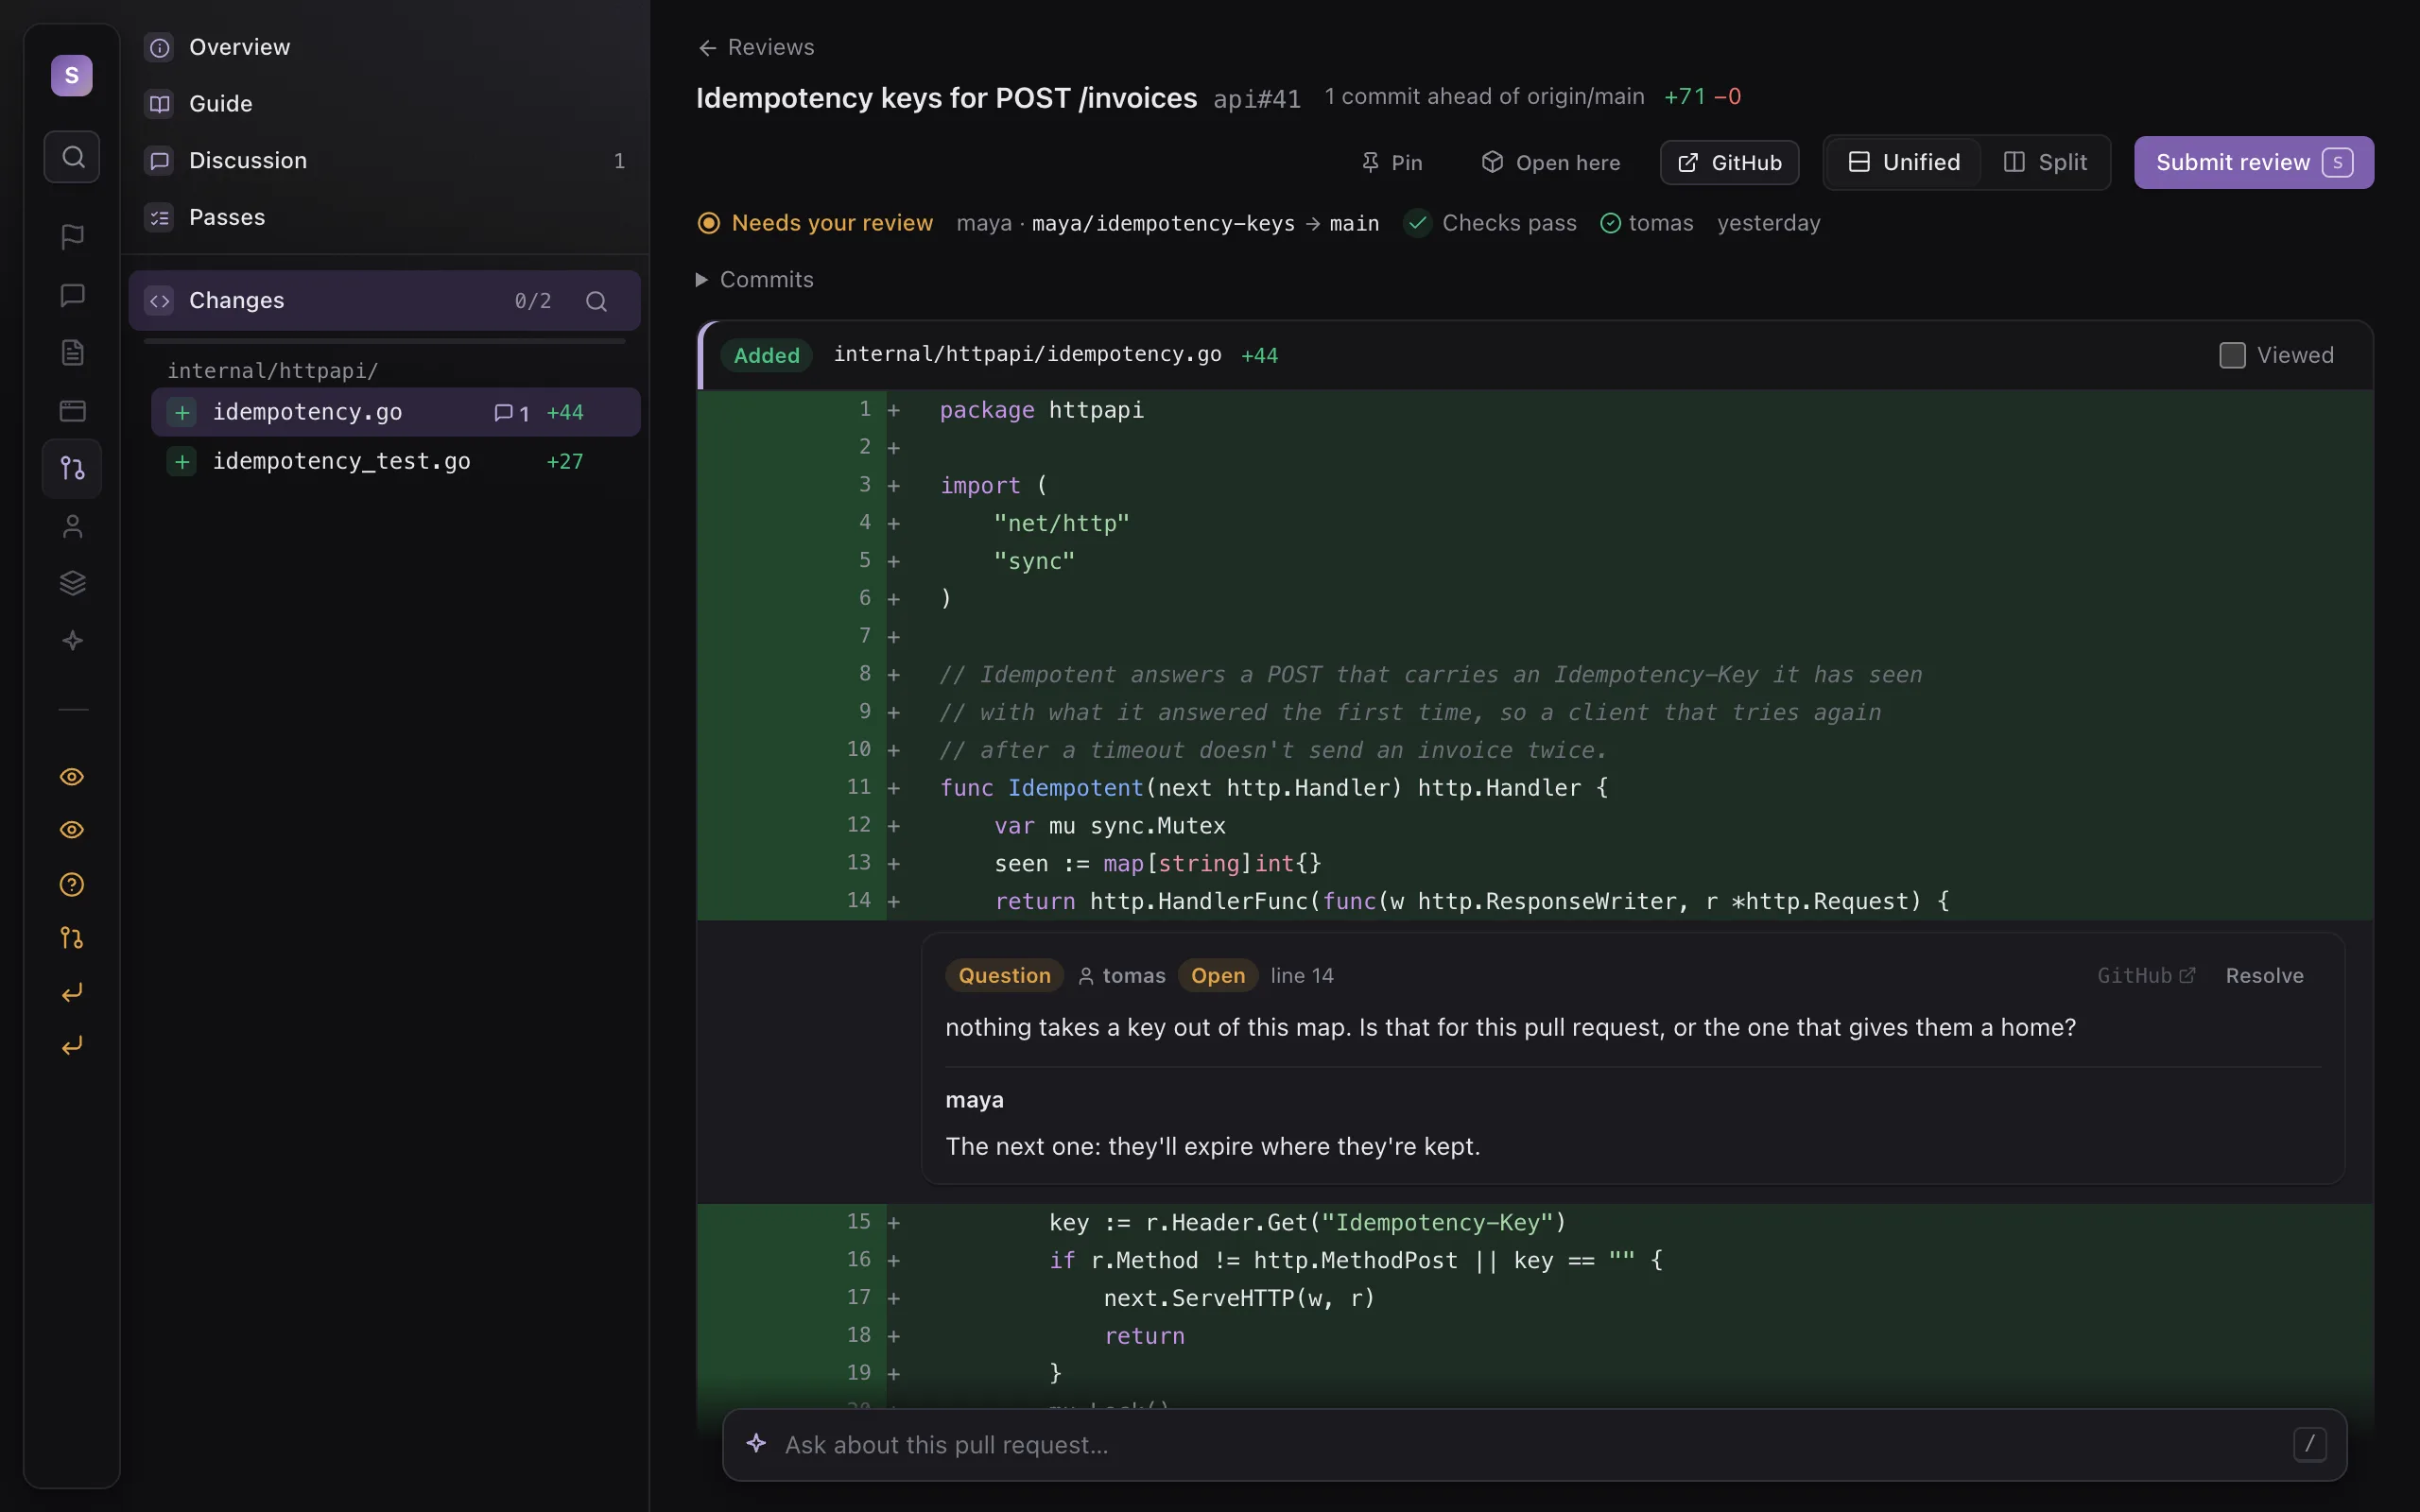 S
Overview
Guide
Discussion 1
Passes
Changes 0/2
internal/httpapi/
idempotency.go 1 +44
idempotency_test.go +27
Reviews
Idempotency keys for POST /invoices api#41 1 commit ahead of origin/main +71 −0
Pin Open here GitHub Unified Split Submit review S
Needs your review maya · maya/idempotency-keys → main Checks pass tomas yesterday
Commits
Added internal/httpapi/idempotency.go +44 Viewed
1 + package httpapi
2 +
3 + import (
4 + "net/http"
5 + "sync"
6 + )
7 +
8 + // Idempotent answers a POST that carries an Idempotency-Key it has seen
9 + // with what it answered the first time, so a client that tries again
10 + // after a timeout doesn't send an invoice twice.
11 + func Idempotent(next http.Handler) http.Handler {
12 + var mu sync.Mutex
13 + seen := map[string]int{}
14 + return http.HandlerFunc(func(w http.ResponseWriter, r *http.Request) {
Question tomas Open line 14 GitHub Resolve
nothing takes a key out of this map. Is that for this pull request, or the one that gives them a home?
maya
The next one: they'll expire where they're kept.
15 + key := r.Header.Get("Idempotency-Key")
16 + if r.Method != http.MethodPost || key == "" {
17 + next.ServeHTTP(w, r)
18 + return
19 + }
20 + mu.Lock()
Ask about this pull request... /